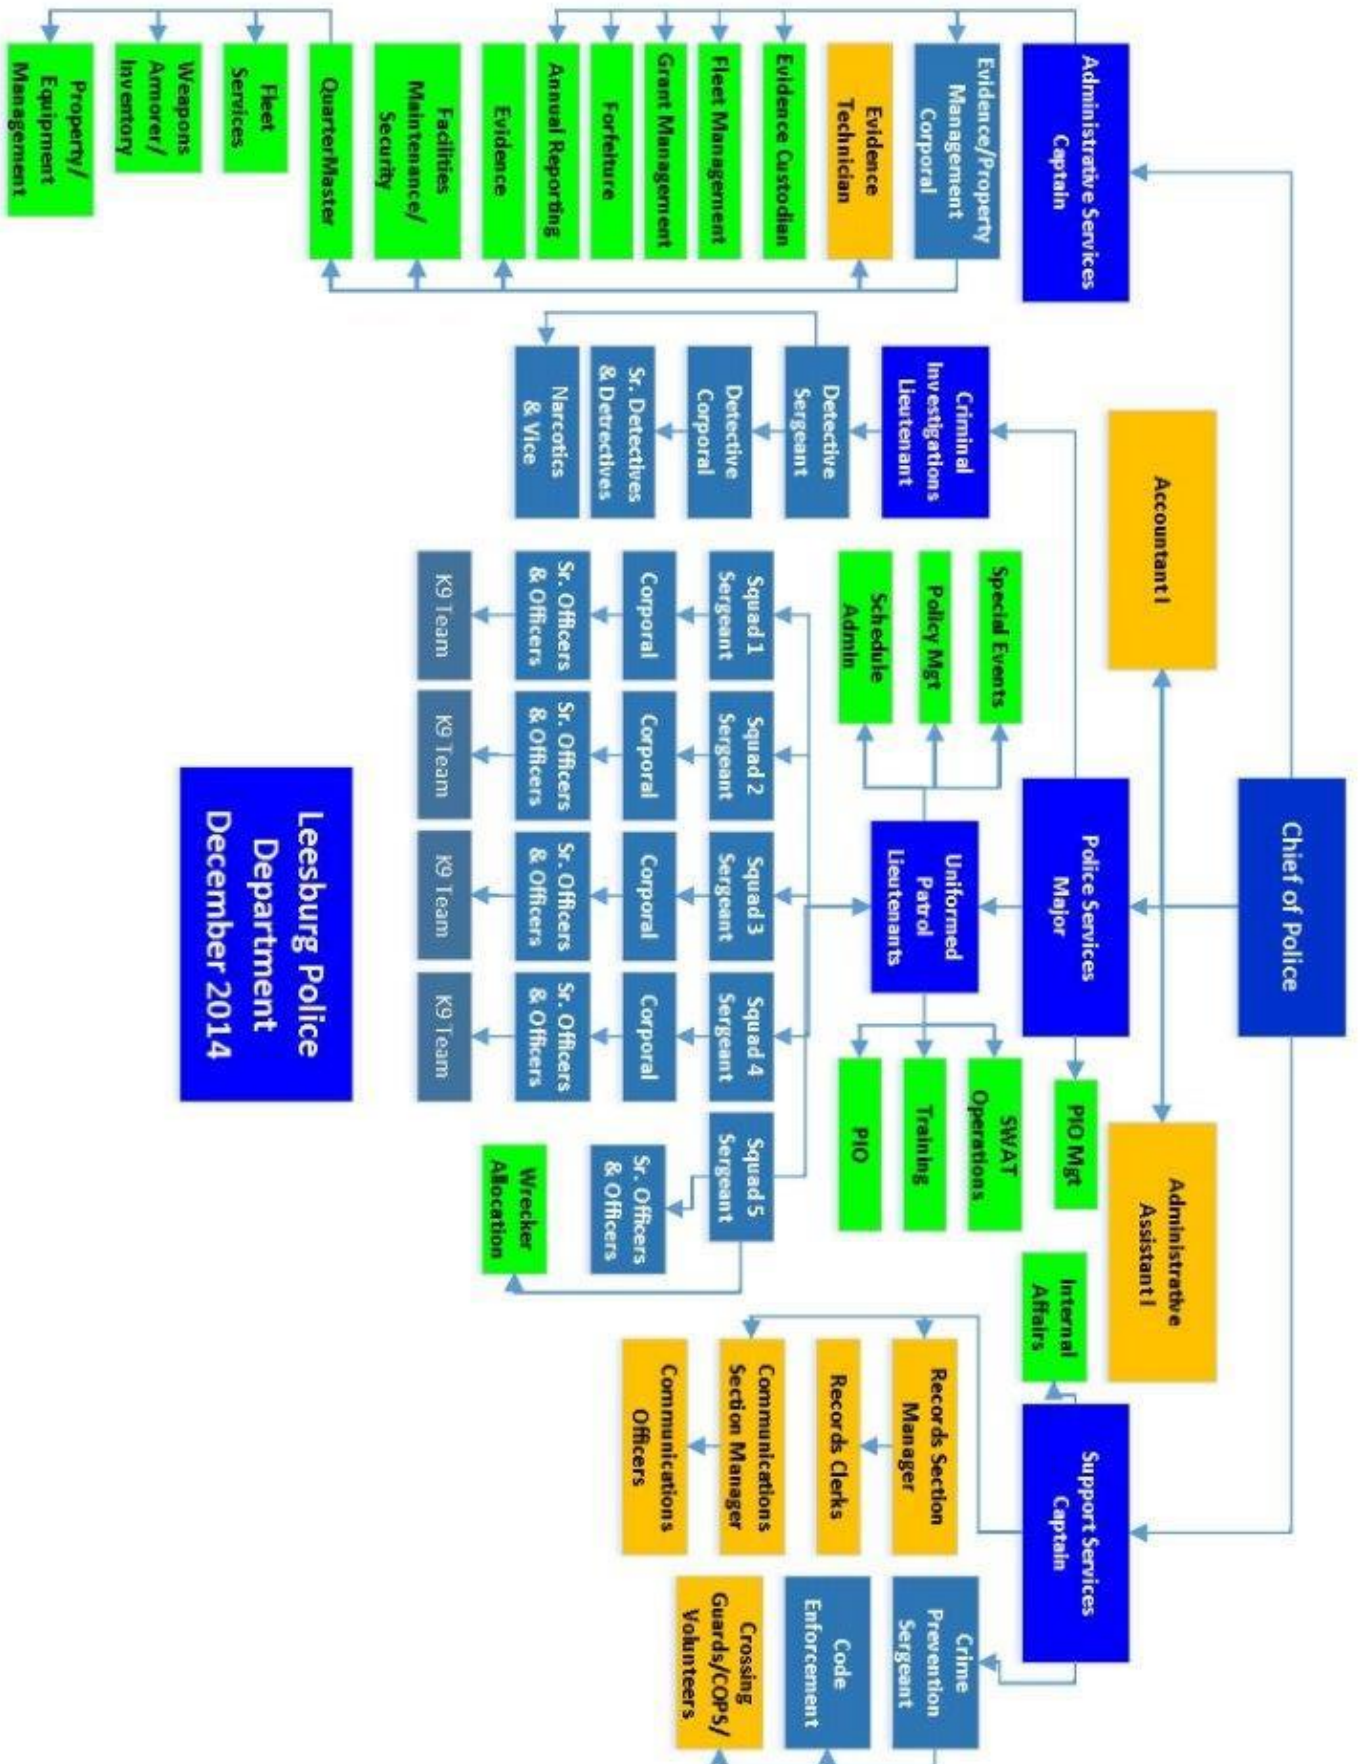 Chief of Police
Accountant I
Administrative
Assistant I
Administrative Services
Captain
Police Services
Major
PIO Mgt
Internal
Affairs
Support Services
Captain
Evidence/Property
Management
Corporal
Evidence
Technician
Evidence Custodian
Fleet Management
Grant Management
Forfeiture
Annual Reporting
Evidence
Facilities
Maintenance/
Security
QuarterMaster
Fleet
Services
Weapons
Armorer/
Inventory
Property/
Equipment
Management
Criminal
Investigations
Lieutenant
Detective
Sergeant
Detective
Corporal
Sr. Detectives
& Detrectives
Narcotics
& Vice
Special Events
Policy Mgt
Schedule
Admin
Uniformed
Patrol
Lieutenants
SWAT
Operations
Training
PIO
Squad 1
Sergeant
Corporal
Sr. Officers
& Officers
K9 Team
Squad 2
Sergeant
Corporal
Sr. Officers
& Officers
K9 Team
Squad 3
Sergeant
Corporal
Sr. Officers
& Officers
K9 Team
Squad 4
Sergeant
Corporal
Sr. Officers
& Officers
K9 Team
Squad 5
Sergeant
Sr. Officers
& Officers
Wrecker
Allocation
Records Section
Manager
Records Clerks
Communications
Section Manager
Communications
Officers
Crime
Prevention
Sergeant
Code
Enforcement
Crossing
Guards/COPS/
Volunteers
Leesburg Police
Department
December 2014